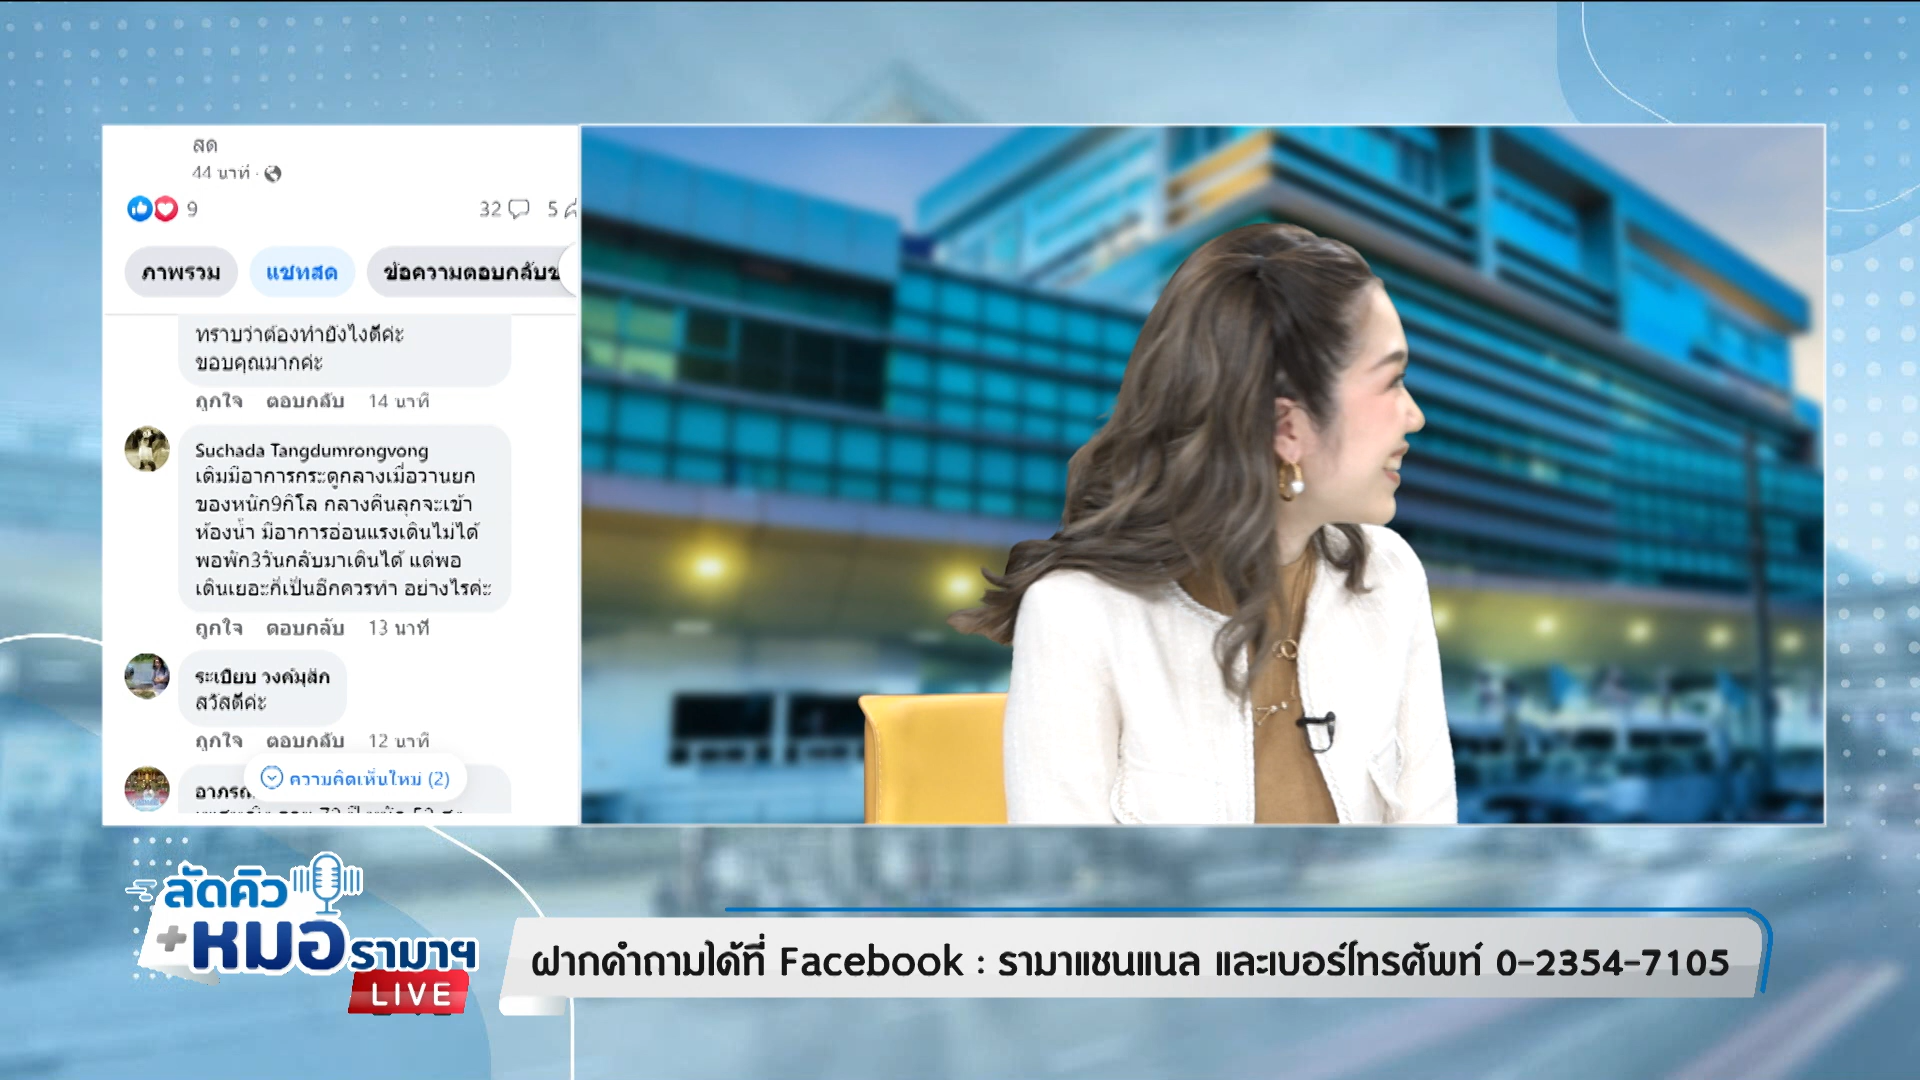 สด
44 นาที ·
9
32
5
ภาพรวม
แชทสด
ข้อความตอบกลับข
ทราบว่าต้องทำยังไงดีค่ะ
ขอบคุณมากค่ะ
ถูกใจ ตอบกลับ 14 นาที
Suchada Tangdumrongvong
เดิมมีอาการกระตูกลางเมื่อวานยก
ของหนัก9กิโล กลางคืนลุกจะเข้า
ห้องน้ำ มีอาการอ่อนแรงเดินไม่ได้
พอพัก3วันกลับมาเดินได้ แต่พอ
เดินเยอะก็เป็นอีกควรทำ อย่างไรค่ะ
ถูกใจ ตอบกลับ 13 นาที
ระเบียบ วงค์มุสิก
สวัสดีค่ะ
ถูกใจ ตอบกลับ 12 นาที
ความคิดเห็นใหม่ (2)
ลัดคิว
หมอรามาฯ
LIVE
ฝากคำถามได้ที่ Facebook : รามาแชนแนล และเบอร์โทรศัพท์ 0-2354-7105